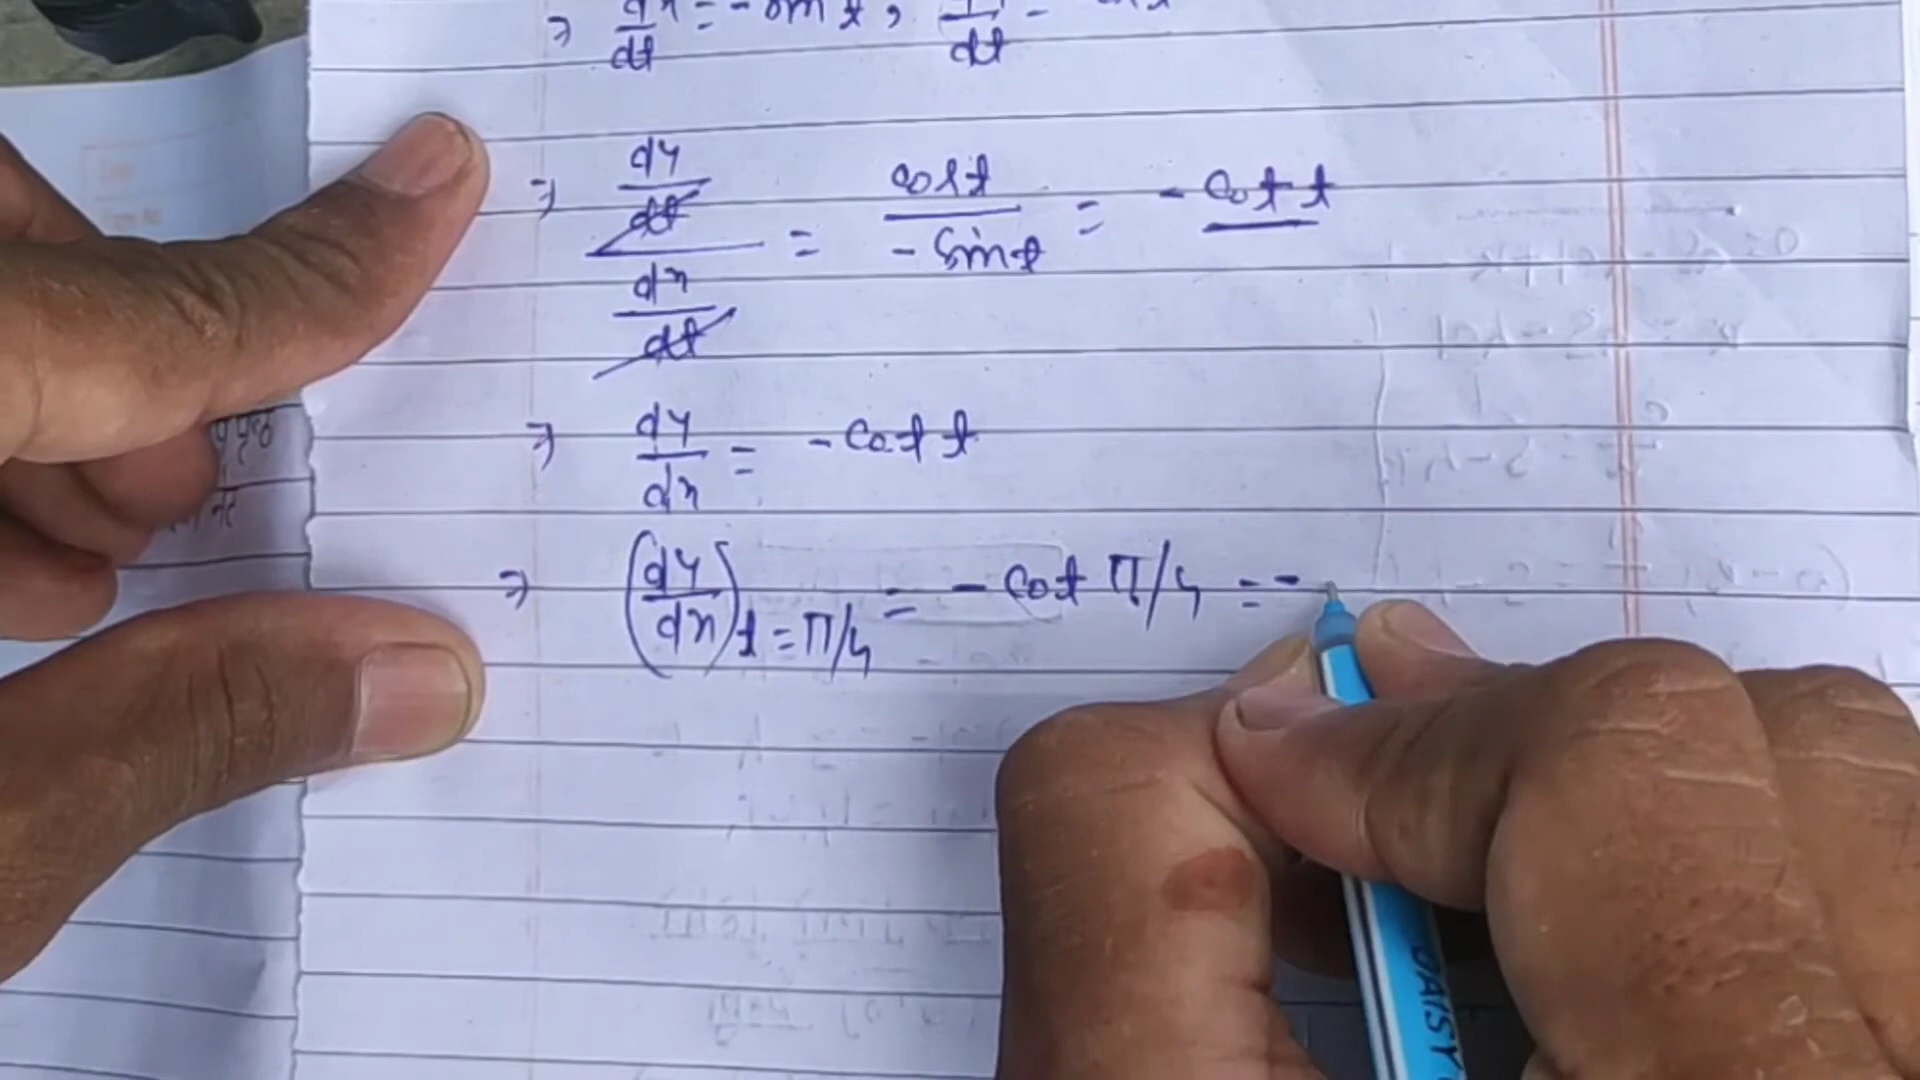 ⇒ dx/dt = - sin t, dy/dt =
⇒ (dy/dt)/(dx/dt) = cos t/(- sin t) = - cot t
⇒ dy/dx = - cot t
⇒ (dy/dx) t = π/4 = - cot π/4 = -